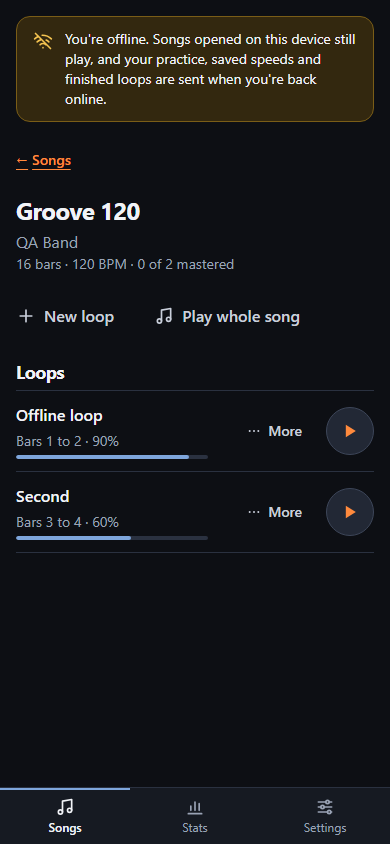 You're offline. Songs opened on this device still
play, and your practice, saved speeds and
finished loops are sent when you're back
online.
← Songs
Groove 120
QA Band
16 bars · 120 BPM · 0 of 2 mastered
New loop
Play whole song
Loops
Offline loop
Bars 1 to 2 · 90%
··· More
Second
Bars 3 to 4 · 60%
··· More
Songs
Stats
Settings